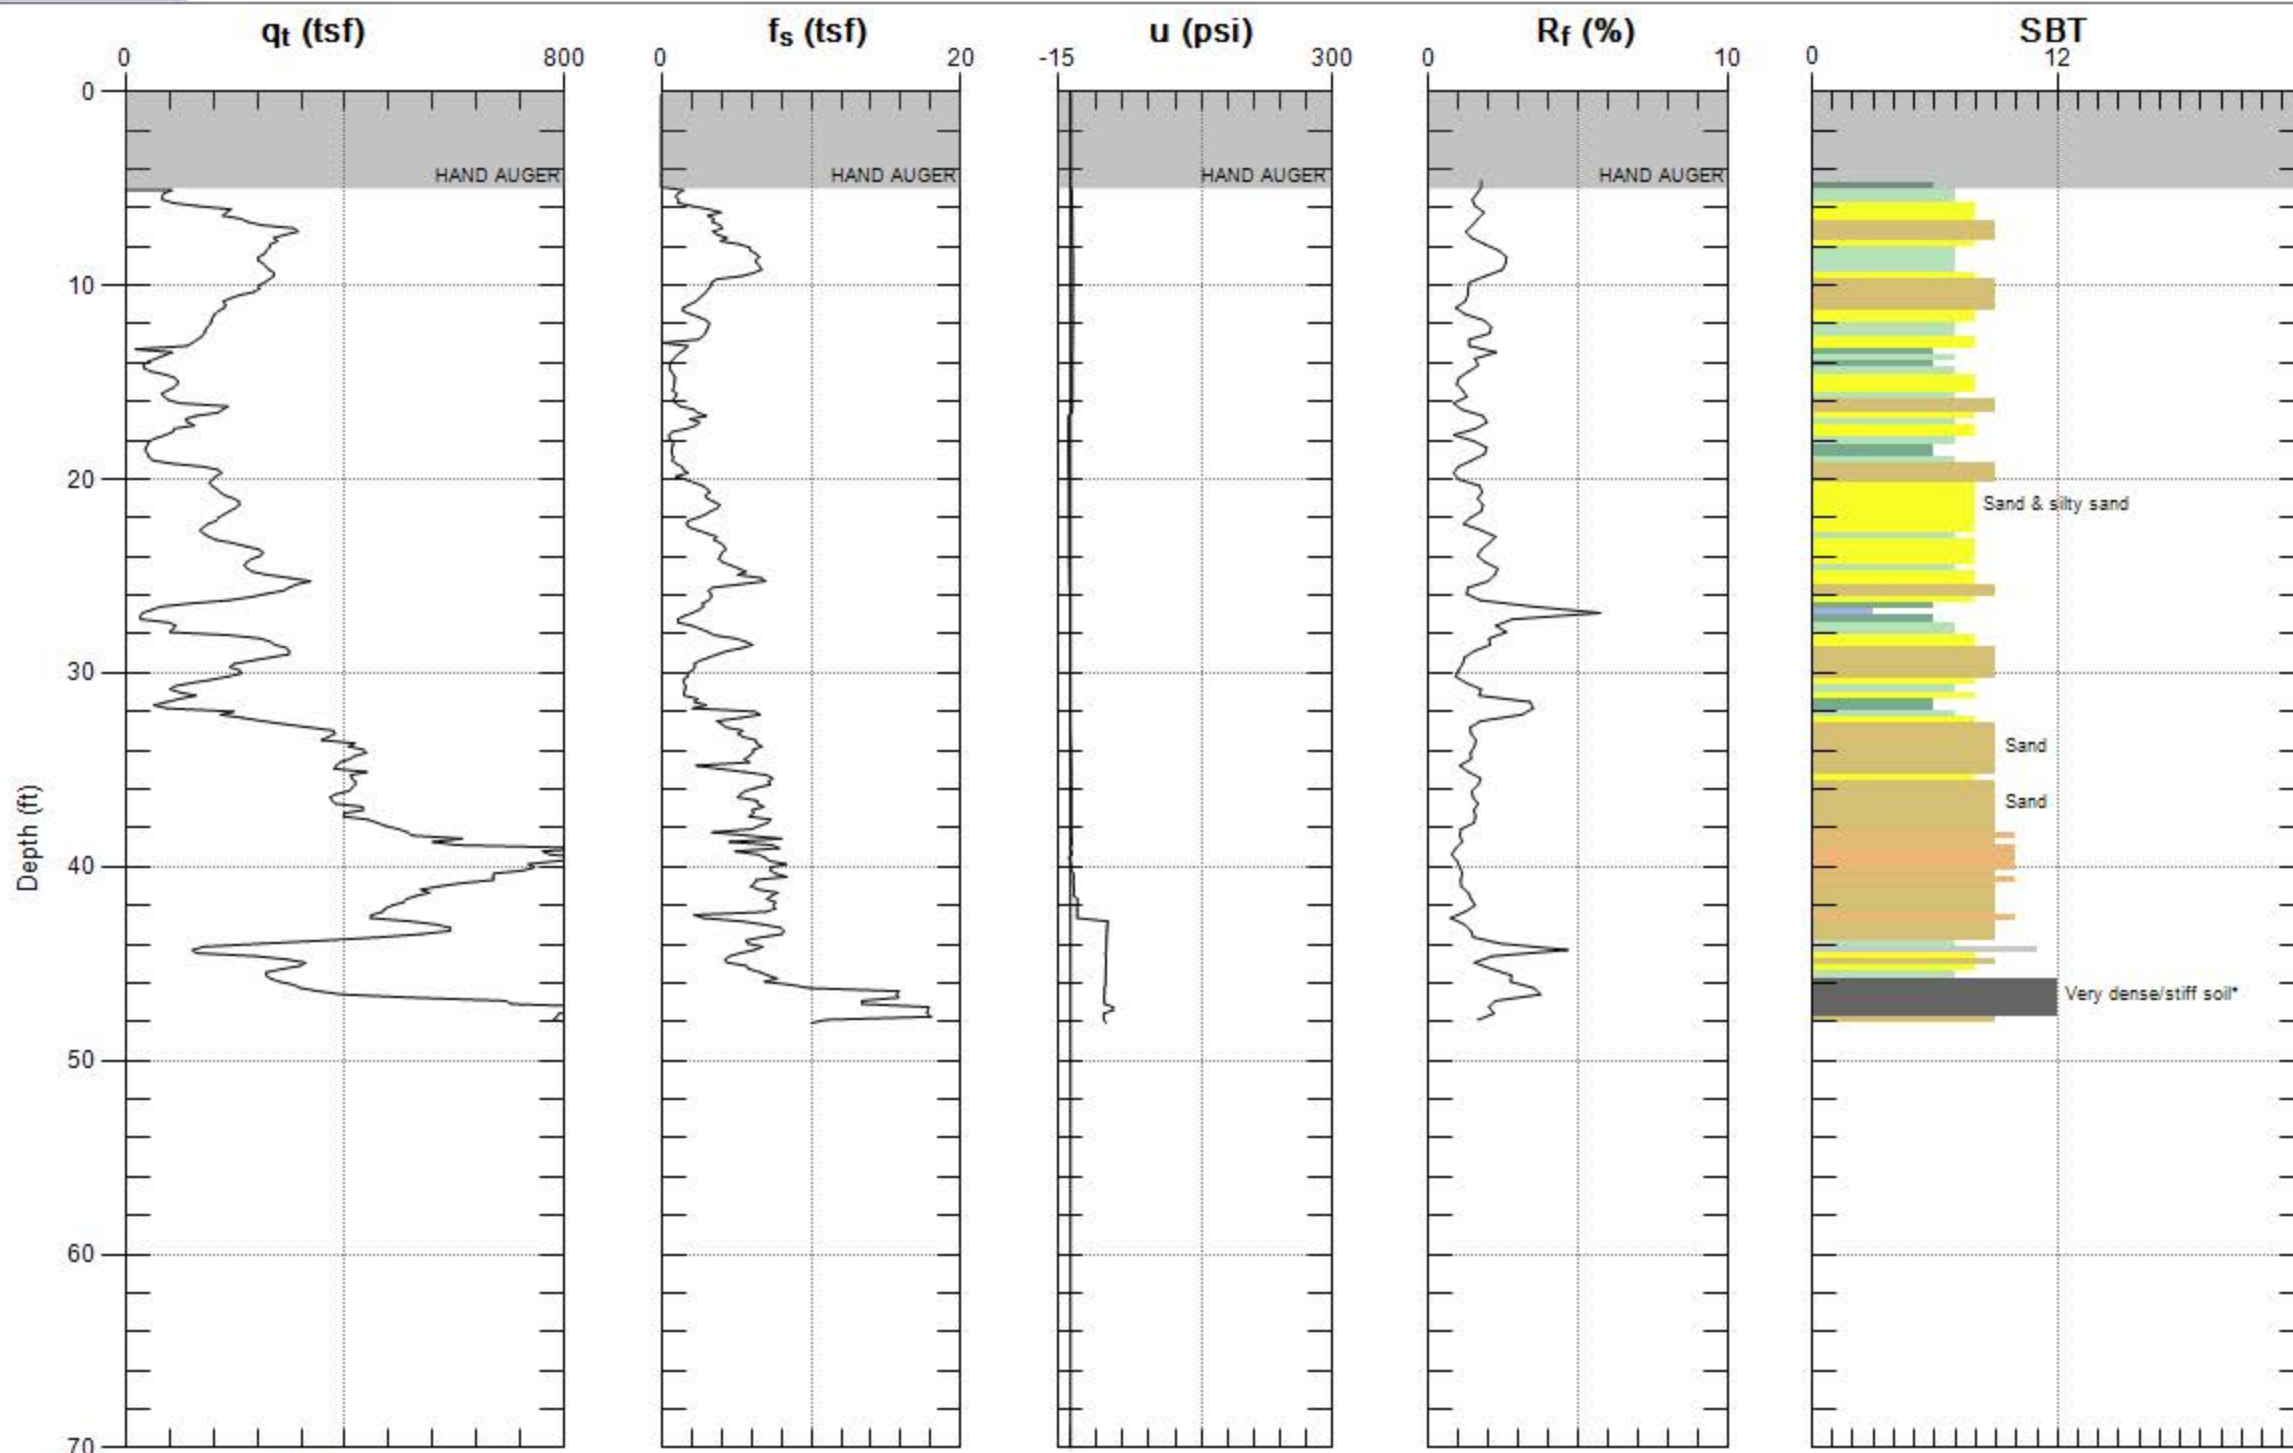 qt (tsf)
fs (tsf)
u (psi)
Rf (%)
SBT
0
800
0
20
-15
300
0
10
0
12
0
HAND AUGER
HAND AUGER
HAND AUGER
HAND AUGER
10
20
Sand & silty sand
30
Sand
Sand
Depth (ft)
40
Very dense/stiff soil*
50
60
70